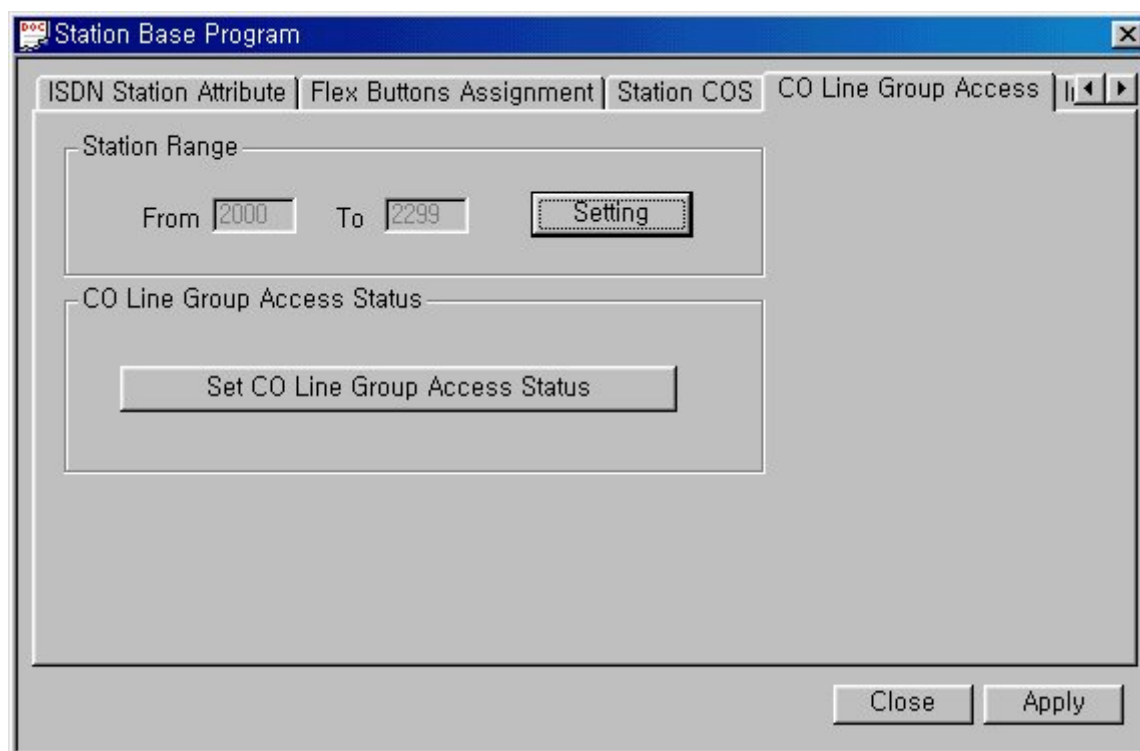 Station Base Program
ISDN Station Attribute Flex Buttons Assignment Station COS CO Line Group Access
Station Range
From 2000 To 2299 Setting
CO Line Group Access Status
Set CO Line Group Access Status
Close Apply